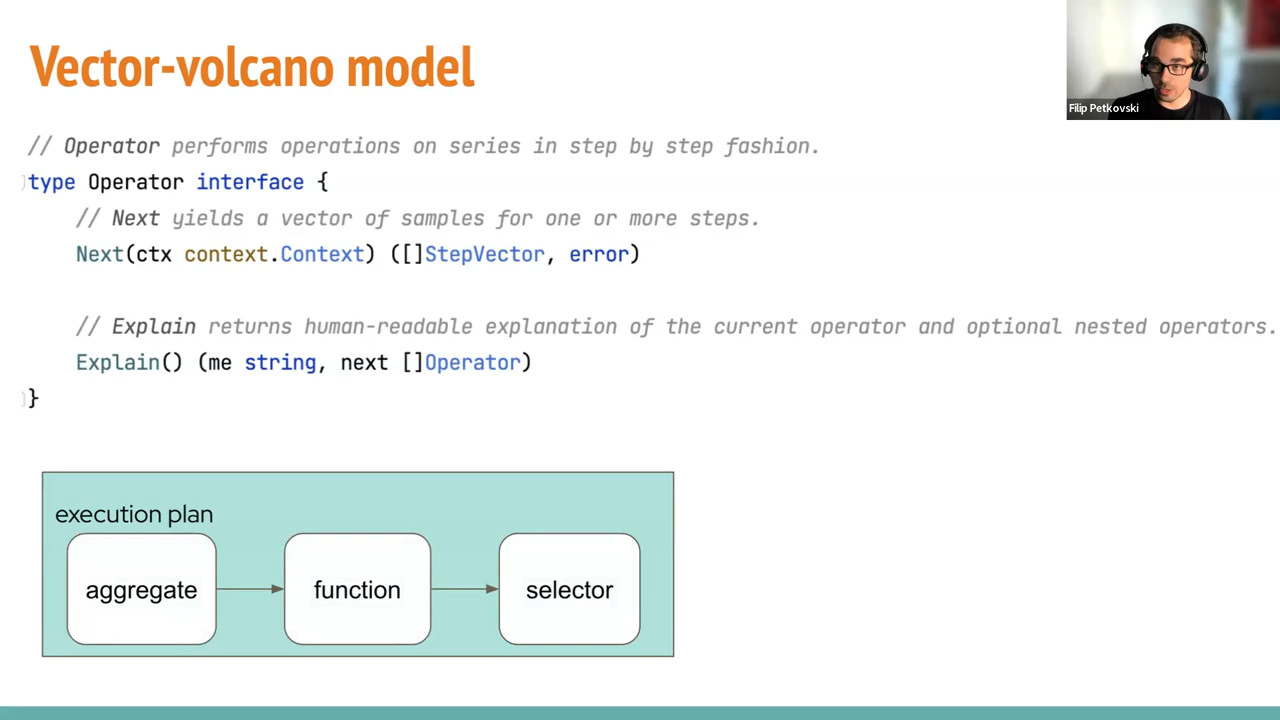 Vector-volcano model
Filip Petkovski
// Operator performs operations on series in step by step fashion.
type Operator interface {
// Next yields a vector of samples for one or more steps.
Next(ctx context.Context) ([]StepVector, error)
// Explain returns human-readable explanation of the current operator and optional nested operators.
Explain() (me string, next []Operator)
}
execution plan
aggregate
function
selector